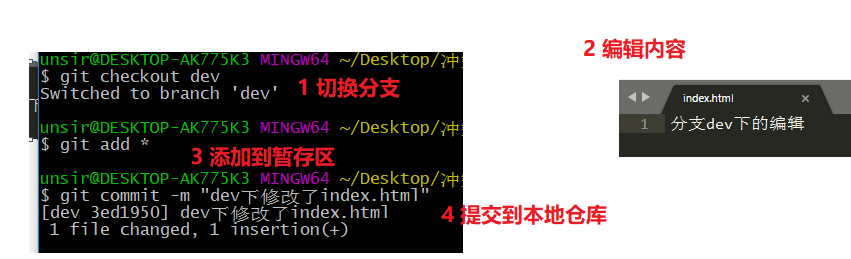 2 编辑内容
unsir@DESKTOP-AK775K3 MINGW64 ~/Desktop/冲
$ git checkout dev
1 切换分支
Switched to branch 'dev'
index.html ×
1 分支dev下的编辑
unsir@DESKTOP-AK775K3 MINGW64 ~/Desktop/冲
$ git add *
3 添加到暂存区
unsir@DESKTOP-AK775K3 MINGW64 ~/Desktop/冲
$ git commit -m "dev下修改了index.html"
[dev 3ed1950] dev下修改了index.html
4 提交到本地仓库
1 file changed, 1 insertion(+)